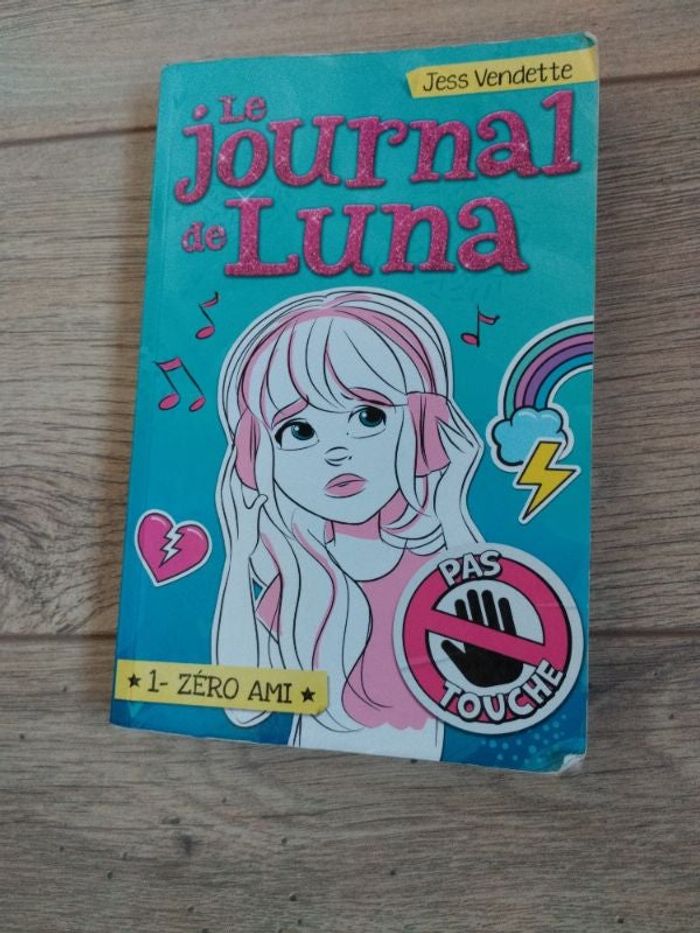 Jess Vendette
Le
journal
de Luna
PAS
TOUCHE
★ 1- ZÉRO AMI ★